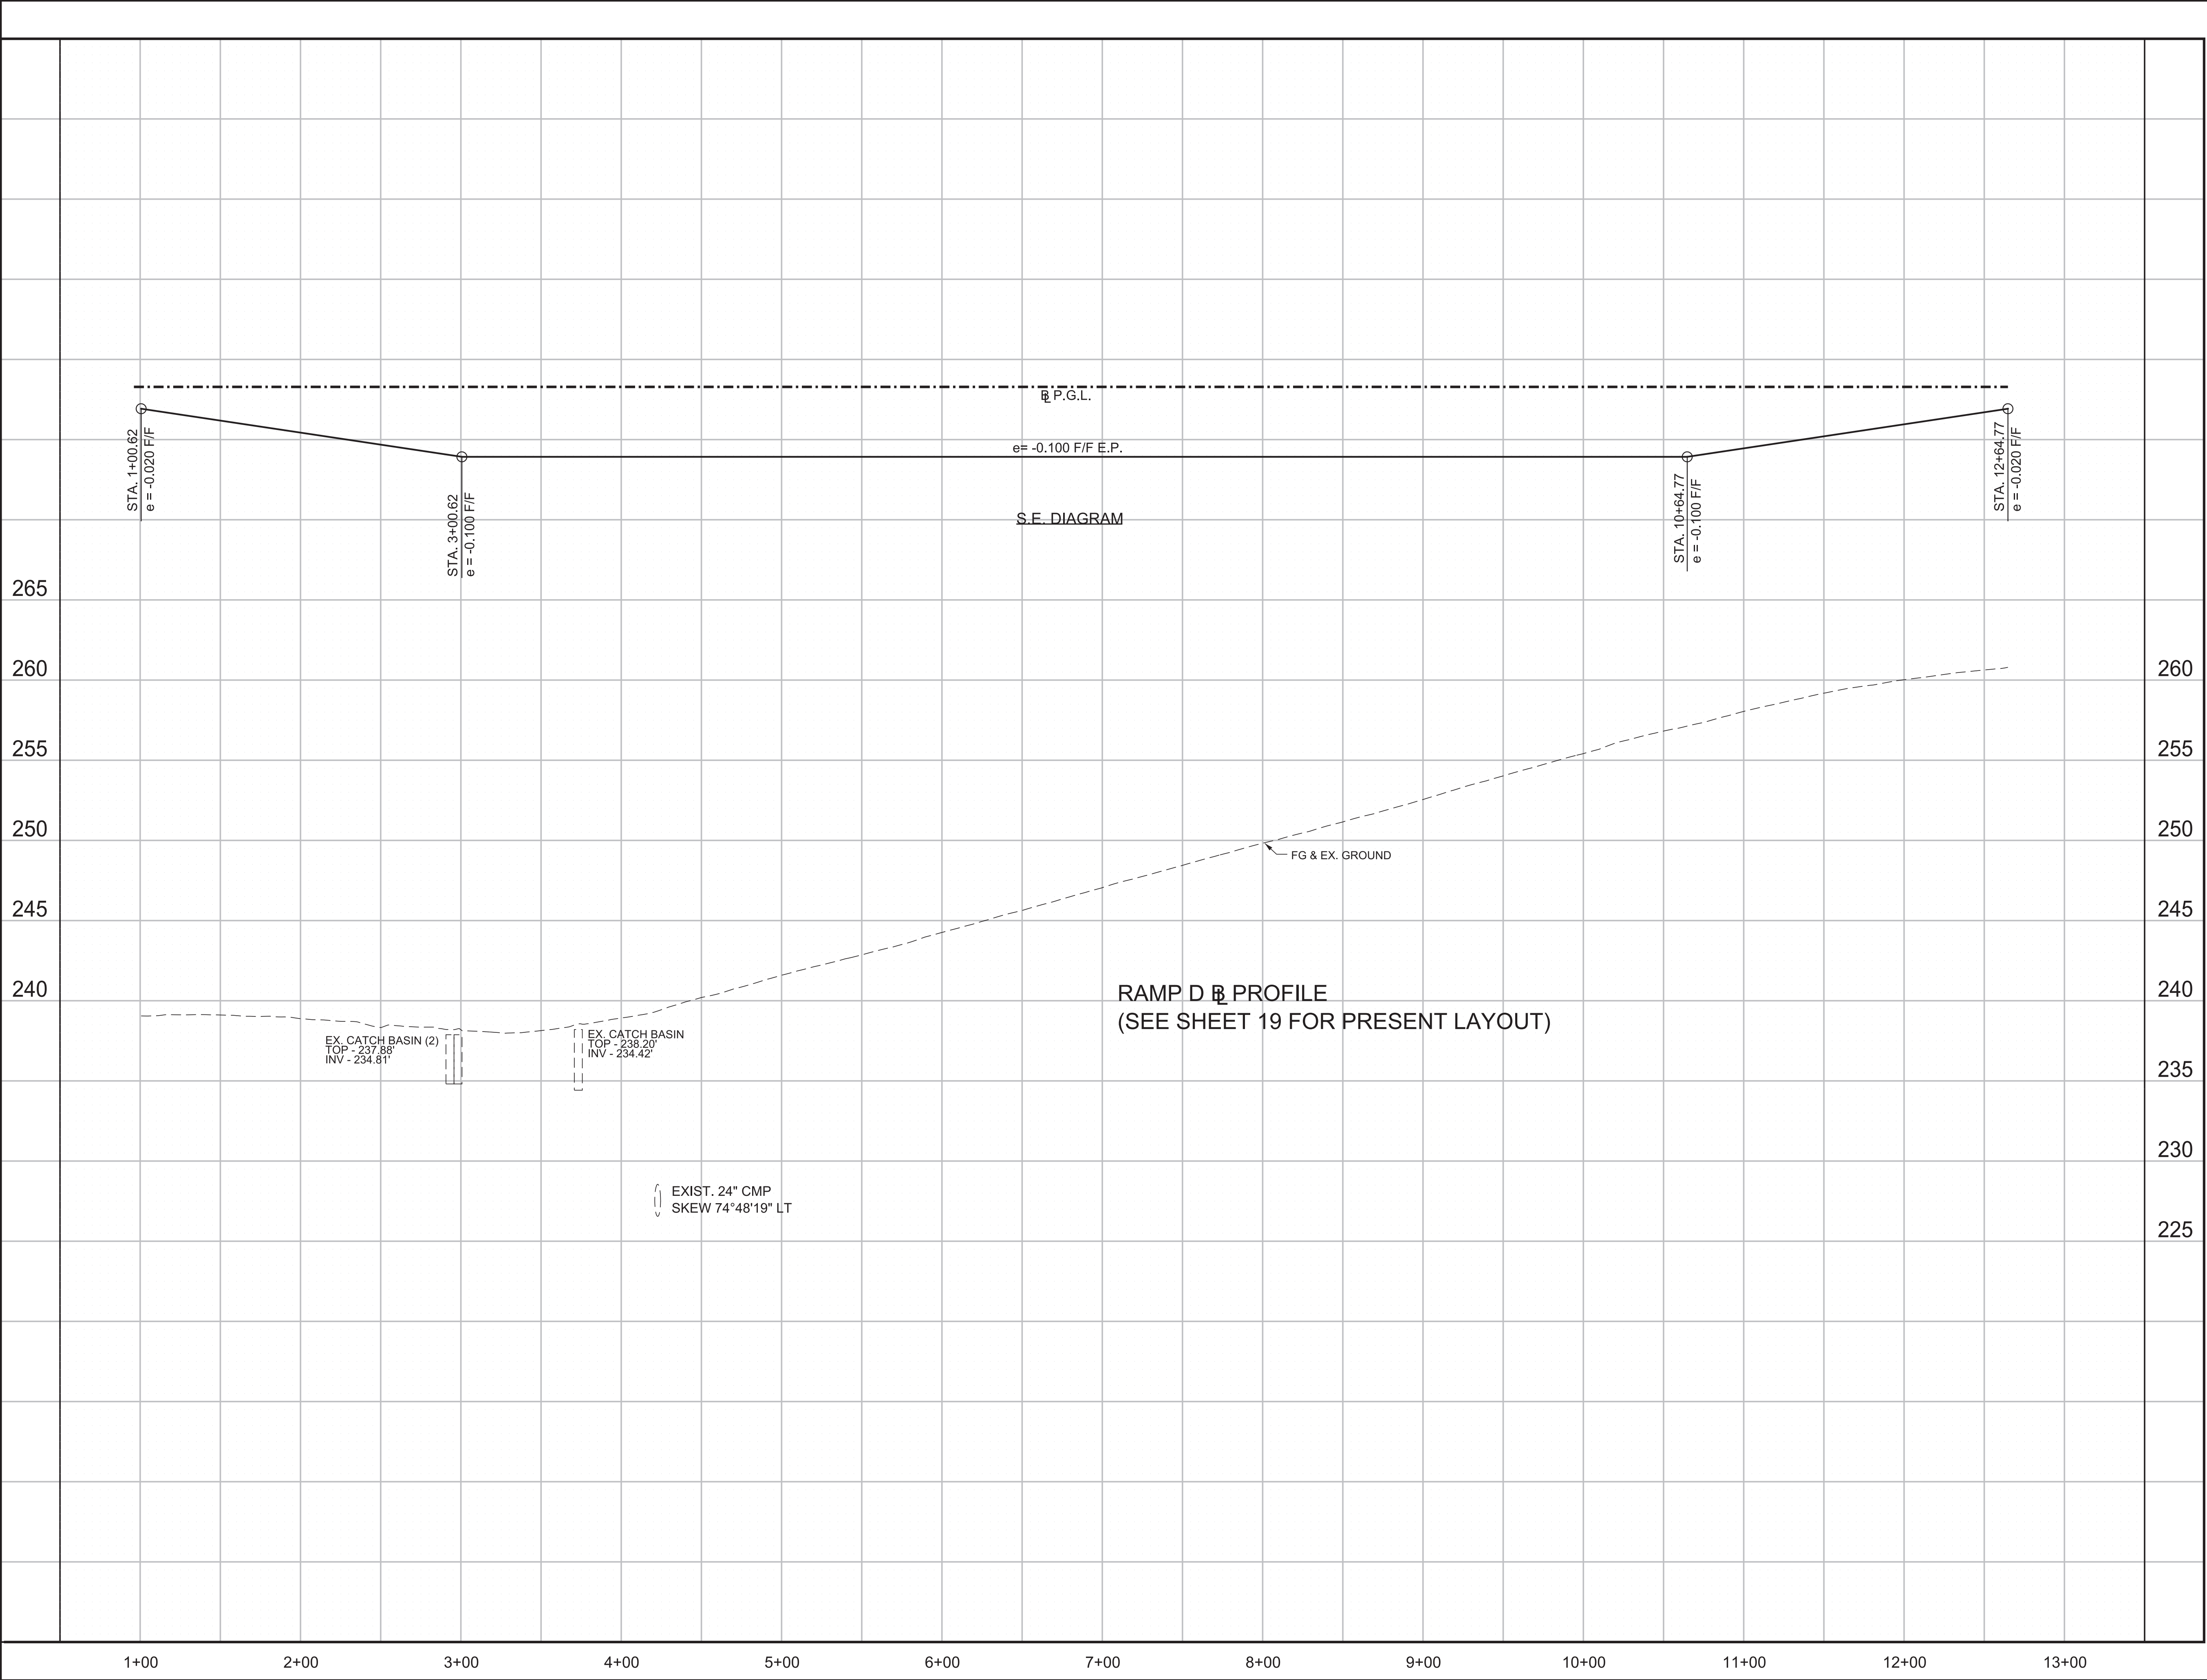 ℄ P.G.L.
STA. 1+00.62
e = -0.020 F/F
STA. 3+00.62
e = -0.100 F/F
e= -0.100 F/F E.P.
STA. 10+64.77
e = -0.100 F/F
STA. 12+64.77
e = -0.020 F/F
S.E. DIAGRAM
265
260
260
255
255
250
250
FG & EX. GROUND
245
245
240
240
RAMP D ℄ PROFILE
(SEE SHEET 19 FOR PRESENT LAYOUT)
EX. CATCH BASIN (2)
TOP - 237.88'
INV - 234.81'
EX. CATCH BASIN
TOP - 238.20'
INV - 234.42'
235
230
EXIST. 24" CMP
SKEW 74°48'19" LT
225
1+00
2+00
3+00
4+00
5+00
6+00
7+00
8+00
9+00
10+00
11+00
12+00
13+00